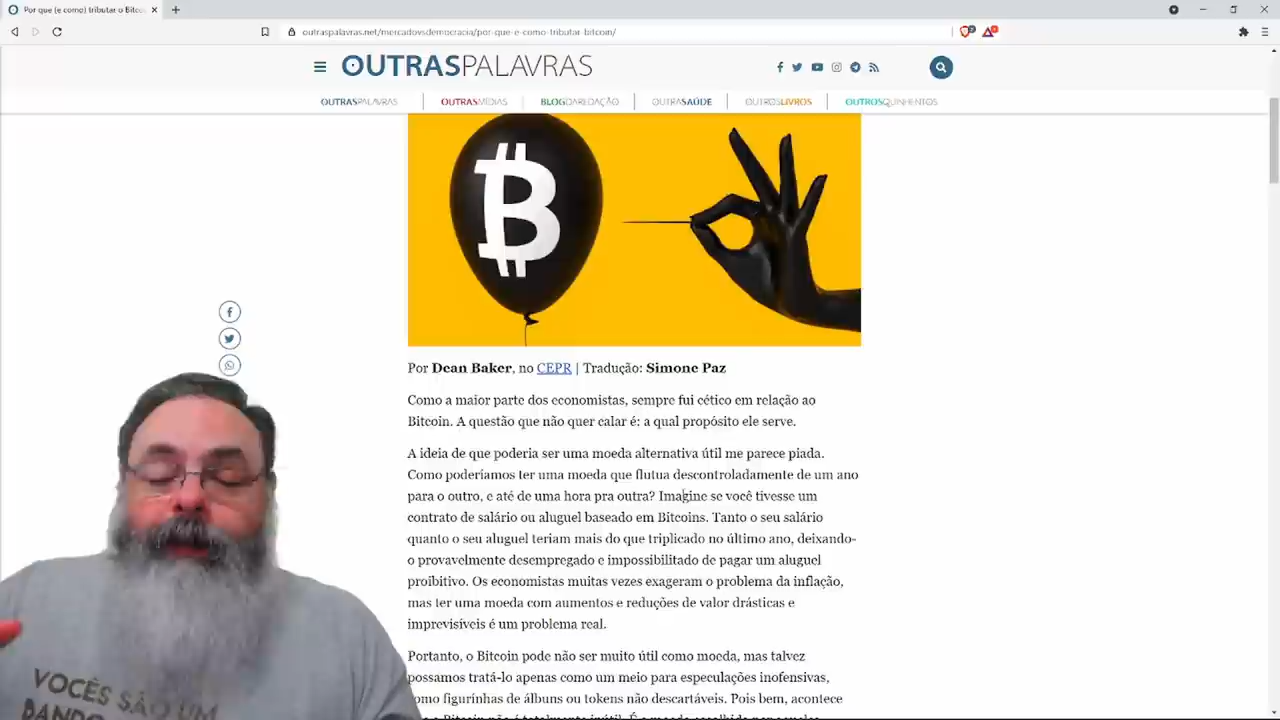 Por que (e como) tributar o Bitco
outraspalavras.net/mercadovsdemocracia/por-que-e-como-tributar-bitcoin/
OUTRASPALAVRAS
OUTRASPALAVRAS OUTRASMÍDIAS BLOGDAREDAÇÃO OUTRASAÚDE OUTROSLIVROS OUTROSQUINHENTOS
Por Dean Baker, no CEPR | Tradução: Simone Paz
Como a maior parte dos economistas, sempre fui cético em relação ao
Bitcoin. A questão que não quer calar é: a qual propósito ele serve.
A ideia de que poderia ser uma moeda alternativa útil me parece piada.
Como poderíamos ter uma moeda que flutua descontroladamente de um ano
para o outro, e até de uma hora pra outra? Imagine se você tivesse um
contrato de salário ou aluguel baseado em Bitcoins. Tanto o seu salário
quanto o seu aluguel teriam mais do que triplicado no último ano, deixando-
o provavelmente desempregado e impossibilitado de pagar um aluguel
proibitivo. Os economistas muitas vezes exageram o problema da inflação,
mas ter uma moeda com aumentos e reduções de valor drásticas e
imprevisíveis é um problema real.
Portanto, o Bitcoin pode não ser muito útil como moeda, mas talvez
possamos tratá-lo apenas como um meio para especulações inofensivas,
como figurinhas de álbuns ou tokens não descartáveis. Pois bem, acontece
VOCÊS SÃO